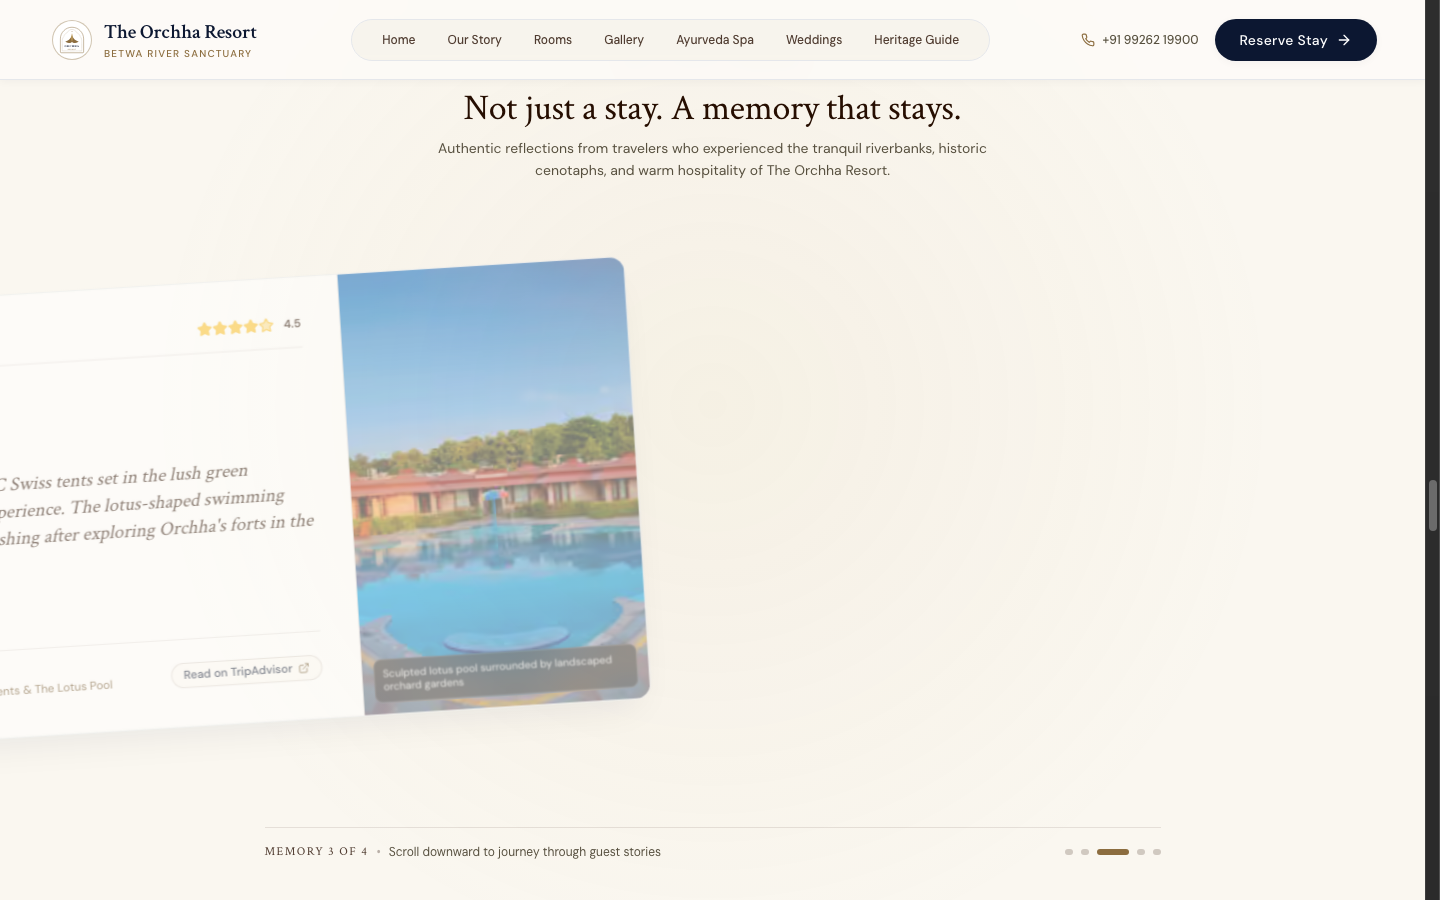 The Orchha Resort
BETWA RIVER SANCTUARY
Home
Our Story
Rooms
Gallery
Ayurveda Spa
Weddings
Heritage Guide
+91 99262 19900
Reserve Stay
Not just a stay. A memory that stays.
Authentic reflections from travelers who experienced the tranquil riverbanks, historic
cenotaphs, and warm hospitality of The Orchha Resort.
4.5
C Swiss tents set in the lush green
perience. The lotus-shaped swimming
shing after exploring Orchha's forts in the
ents & The Lotus Pool
Read on TripAdvisor
Sculpted lotus pool surrounded by landscaped
orchard gardens
MEMORY 3 OF 4 • Scroll downward to journey through guest stories